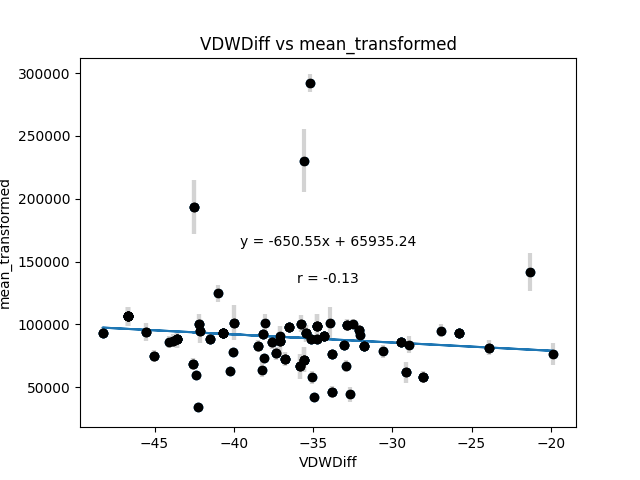 VDWDiff vs mean_transformed
300000
250000
200000
150000
100000
50000
mean_transformed
y = -650.55x + 65935.24
r = -0.13
−45
−40
−35
−30
−25
−20
VDWDiff